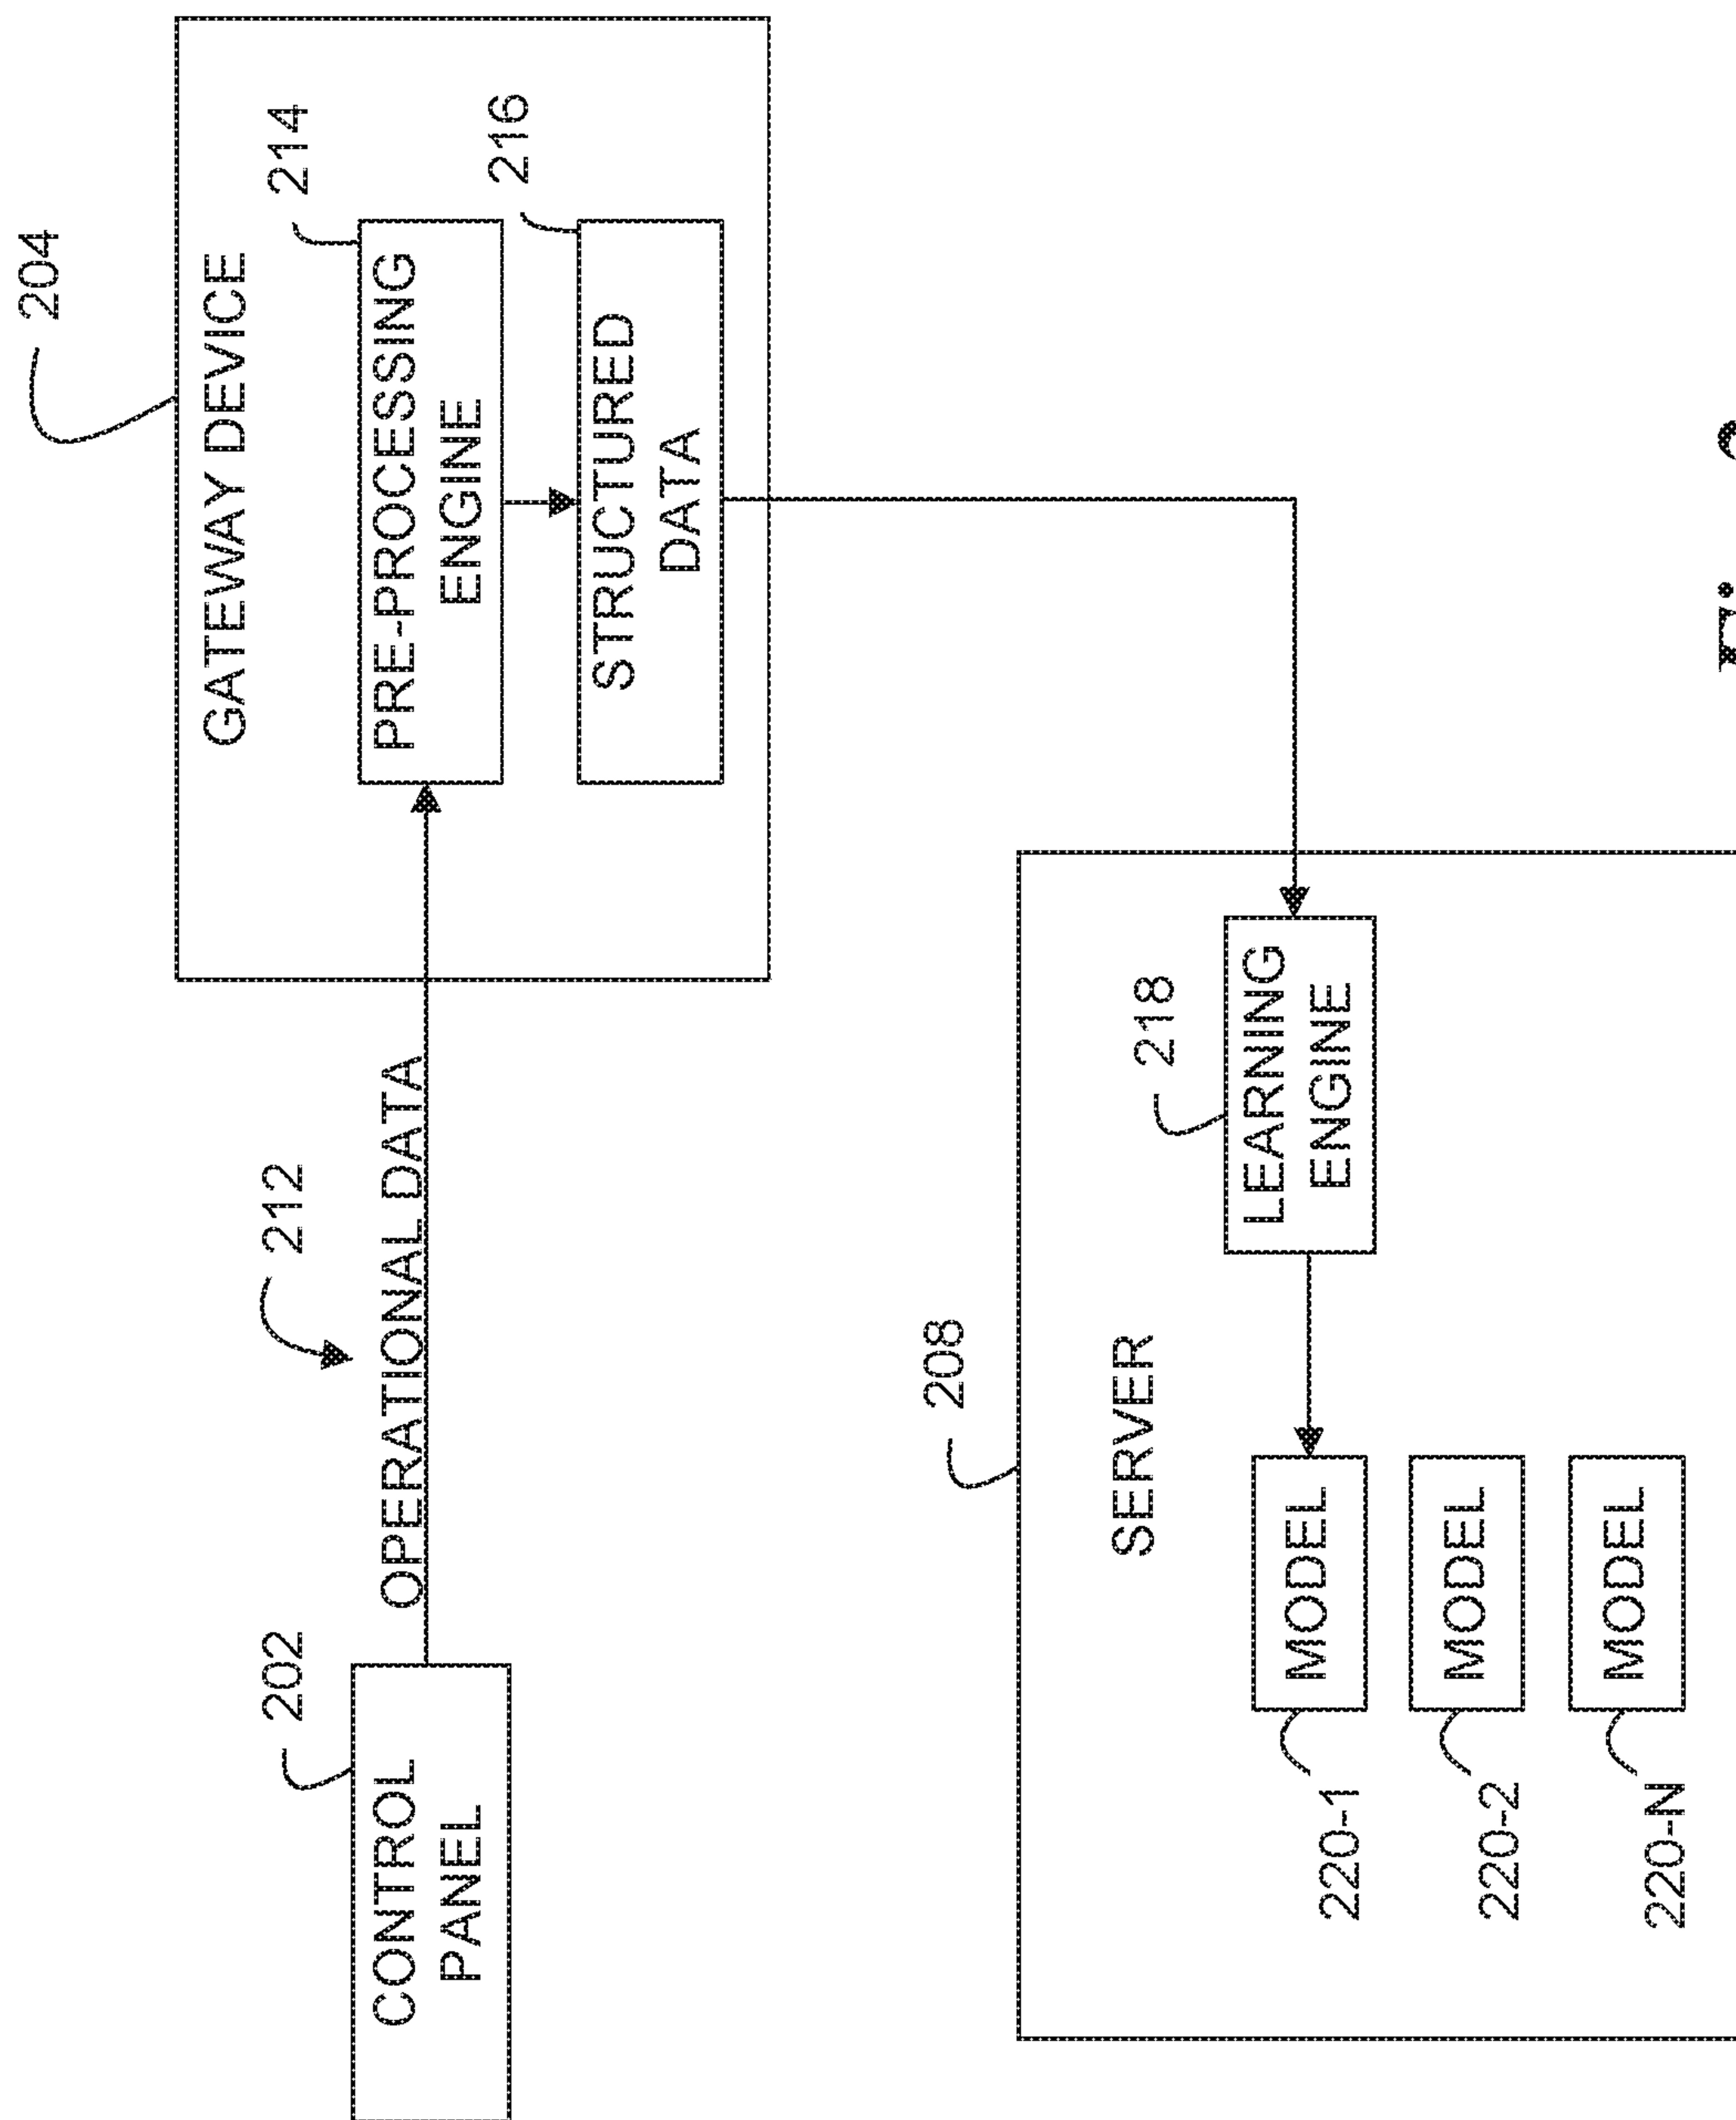 204
GATEWAY DEVICE
214
PRE-PROCESSING
ENGINE
216
STRUCTURED
DATA
212
OPERATIONAL DATA
202
CONTROL
PANEL
208
SERVER
218
LEARNING
ENGINE
MODEL
220-1
MODEL
220-2
MODEL
220-N